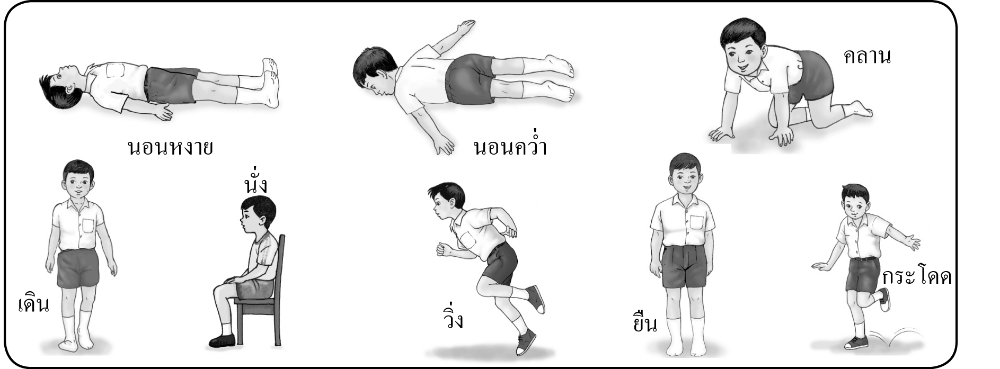 คลาน
นอนหงาย
นอนคว่ำ
นั่ง
เดิน
วิ่ง
ยืน
กระโดด